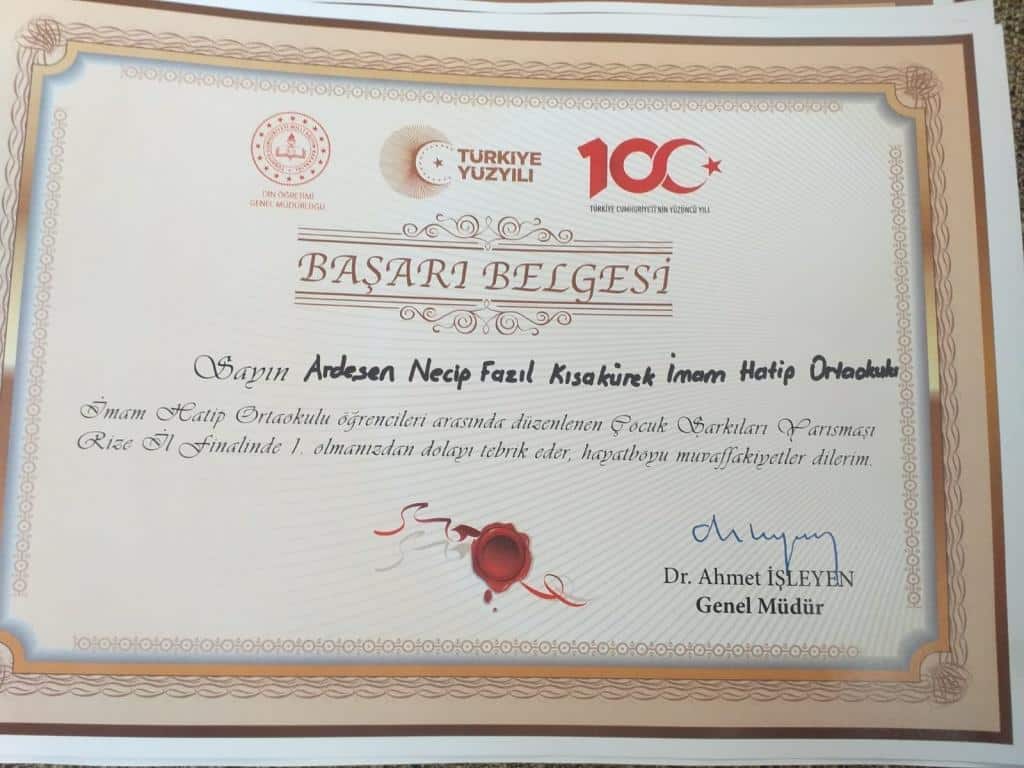 DİN ÖĞRETİMİ
GENEL MÜDÜRLÜĞÜ
TÜRKİYE
YÜZYILI
100
TÜRKİYE CUMHURİYETİ'NİN YÜZÜNCÜ YILI
BAŞARI BELGESİ
Sayın Ardeşen Necip Fazıl Kısakürek İmam Hatip Ortaokulu
İmam Hatip Ortaokulu öğrencileri arasında düzenlenen Çocuk Şarkıları Yarışması
Rize İl Finalinde 1. olmanızdan dolayı tebrik eder, hayatboyu muvaffakiyetler dilerim.
Dr. Ahmet İŞLEYEN
Genel Müdür